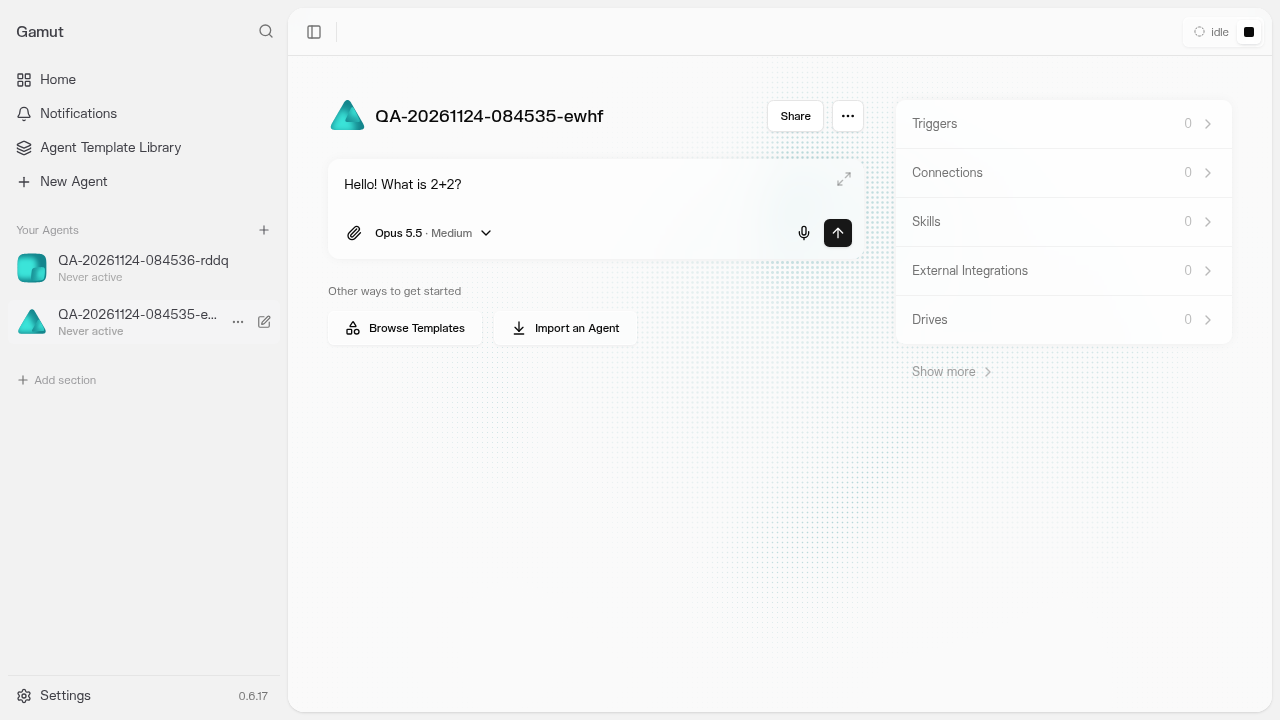 Gamut
Home
Notifications
Agent Template Library
New Agent
Your Agents
QA-20261124-084536-rddq
Never active
QA-20261124-084535-e...
Never active
Add section
Settings
0.6.17
idle
QA-20261124-084535-ewhf
Share
Hello! What is 2+2?
Opus 5.5 · Medium
Other ways to get started
Browse Templates
Import an Agent
Triggers 0
Connections 0
Skills 0
External Integrations 0
Drives 0
Show more